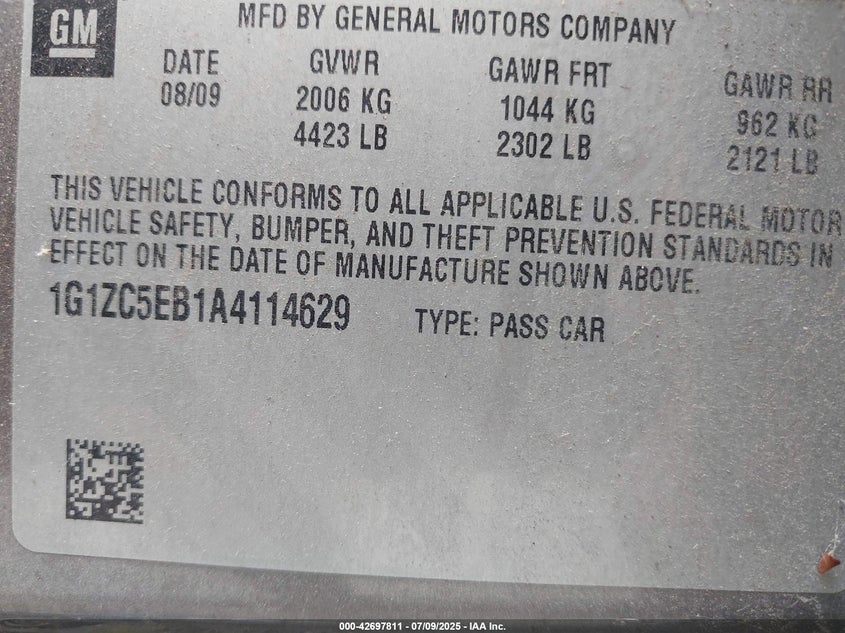 GM
MFD BY GENERAL MOTORS COMPANY
DATE GVWR GAWR FRT GAWR RR
08/09 2006 KG 1044 KG 962 KG
4423 LB 2302 LB 2121 LB
THIS VEHICLE CONFORMS TO ALL APPLICABLE U.S. FEDERAL MOTOR
VEHICLE SAFETY, BUMPER, AND THEFT PREVENTION STANDARDS IN
EFFECT ON THE DATE OF MANUFACTURE SHOWN ABOVE.
1G1ZC5EB1A4114629 TYPE: PASS CAR
000-42697811 - 07/09/2025 - IAA Inc.